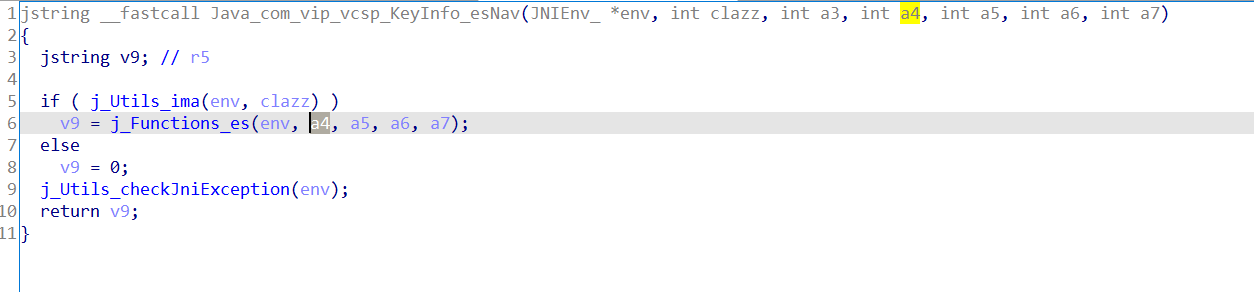 1 jstring __fastcall Java_com_vip_vcsp_KeyInfo_esNav(JNIEnv_ *env, int clazz, int a3, int a4, int a5, int a6, int a7)
2 {
3   jstring v9; // r5
4
5   if ( j_Utils_ima(env, clazz) )
6     v9 = j_Functions_es(env, a4, a5, a6, a7);
7   else
8     v9 = 0;
9   j_Utils_checkJniException(env);
10   return v9;
11 }